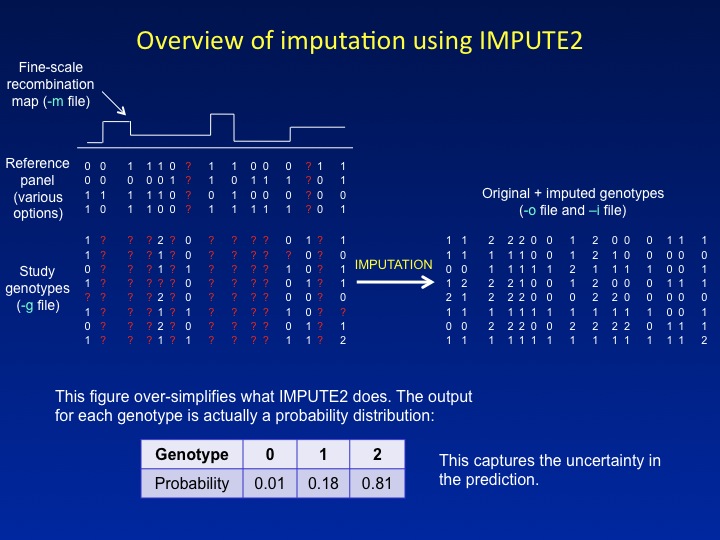 Overview of imputation using IMPUTE2
Fine-scale
recombination
map (-m file)
Reference
panel
(various
options)
0 0 1 1 1 0 ? 1 1 0 0 0 ? 1 1
0 0 0 0 0 1 ? 1 0 1 1 1 ? 0 1
1 1 1 1 1 0 ? 0 1 0 0 0 ? 0 0
1 0 1 1 0 0 ? 1 1 1 1 1 ? 0 1
Study
genotypes
(-g file)
1 ? ? ? 2 ? 0 ? ? ? ? 0 1 ? 1
1 ? ? ? 1 ? 0 ? ? ? ? ? 0 ? 0
0 ? ? ? 1 ? 1 ? ? ? ? 1 0 ? 1
1 ? ? ? ? ? 0 ? ? ? ? 0 1 ? 1
? ? ? ? 2 ? 0 ? ? ? ? 0 0 ? 0
1 ? ? ? 1 ? 1 ? ? ? ? 1 0 ? ?
0 ? ? ? 2 ? 0 ? ? ? ? 0 1 ? 1
1 ? ? ? 1 ? 1 ? ? ? ? 1 1 ? 2
IMPUTATION
Original + imputed genotypes
(-o file and –i file)
1 1 2 2 2 0 0 1 2 0 0 0 1 1 1
1 1 1 1 1 0 0 1 2 1 0 0 0 0 0
0 0 1 1 1 1 1 2 1 1 1 1 0 0 1
1 2 2 2 1 0 0 1 2 0 0 0 1 1 1
2 1 2 2 2 0 0 0 2 2 0 0 0 0 0
1 1 1 1 1 1 1 1 1 1 1 1 0 0 1
0 0 2 2 2 0 0 2 2 2 2 0 1 1 1
1 1 1 1 1 1 1 1 1 1 1 1 1 1 2
This figure over-simplifies what IMPUTE2 does. The output
for each genotype is actually a probability distribution:
Genotype 0 1 2
Probability 0.01 0.18 0.81
This captures the uncertainty in
the prediction.